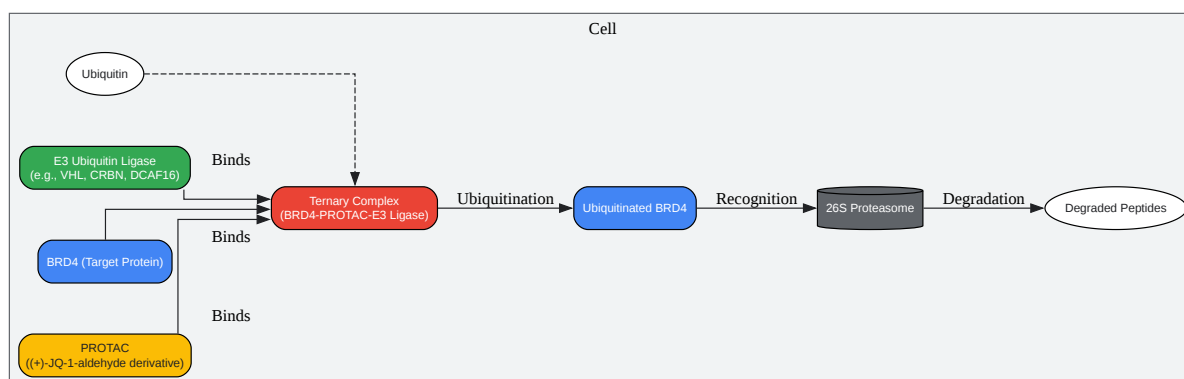 Cell
Ubiquitin
E3 Ubiquitin Ligase
(e.g., VHL, CRBN, DCAF16)
Binds
Ternary Complex
(BRD4-PROTAC-E3 Ligase)
Ubiquitination
Ubiquitinated BRD4
Recognition
26S Proteasome
Degradation
Degraded Peptides
Binds
BRD4 (Target Protein)
Binds
PROTAC
((+)-JQ-1-aldehyde derivative)